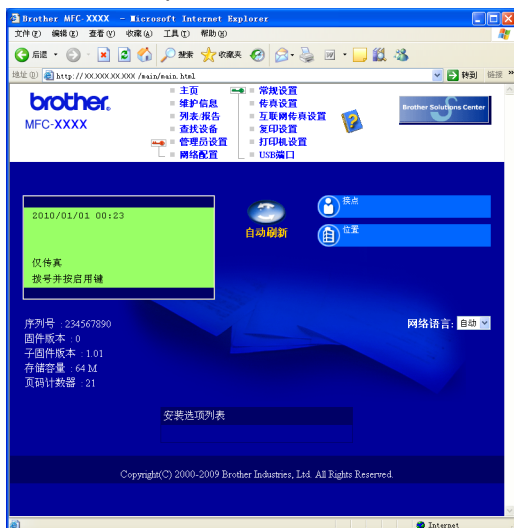 Brother MFC-XXXX - Microsoft Internet Explorer
文件(F) 编辑(E) 查看(V) 收藏(A) 工具(T) 帮助(H)
后退 搜索 收藏夹
地址(D) http://XX.XXX.XX.XXX/main/main.html 转到 链接 »
brother.
MFC-XXXX
主页
维护信息
列表/报告
查找设备
管理员设置
网络配置
常规设置
传真设置
互联网传真设置
复印设置
打印机设置
USB端口
Brother Solutions Center
2010/01/01 00:23
仅传真
拨号并按启用键
自动刷新
接点
位置
序列号 :234567890
固件版本 :0
子固件版本 :1.01
存储容量 :64 M
页码计数器 :21
网络语言: 自动
安装选项列表
Copyright(C) 2000-2009 Brother Industries, Ltd. All Rights Reserved.
Internet